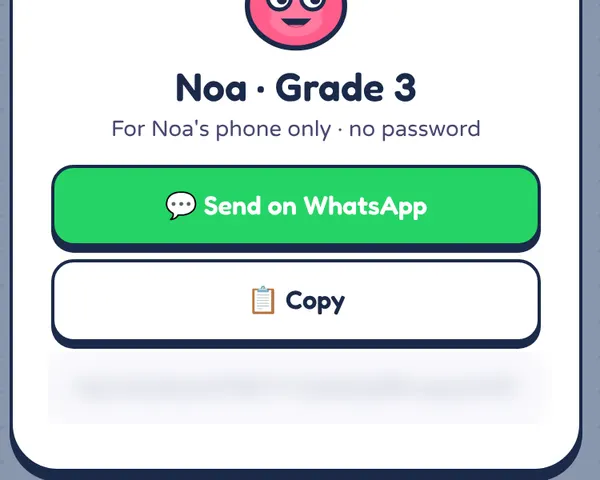 Noa · Grade 3
For Noa's phone only · no password
💬 Send on WhatsApp
📋 Copy